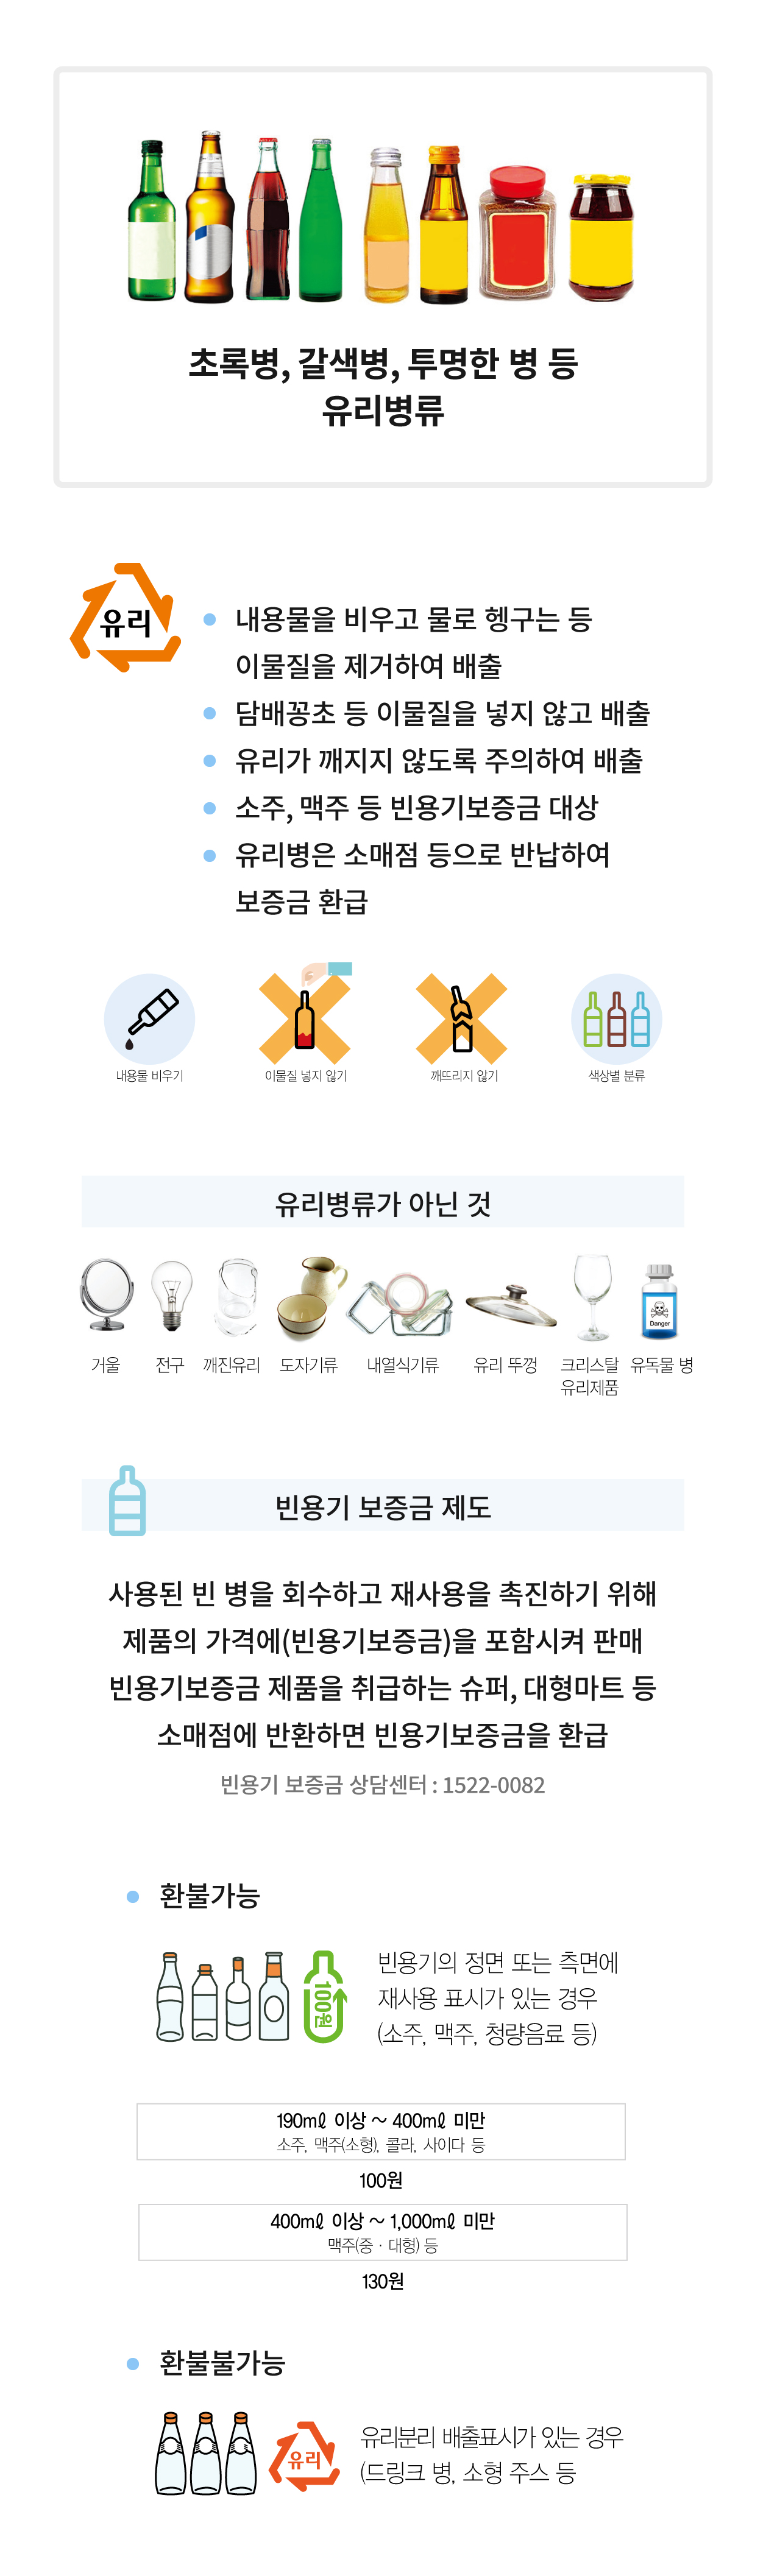 초록병, 갈색병, 투명한 병 등
유리병류
유리
내용물을 비우고 물로 헹구는 등
이물질을 제거하여 배출
담배꽁초 등 이물질을 넣지 않고 배출
유리가 깨지지 않도록 주의하여 배출
소주, 맥주 등 빈용기보증금 대상
유리병은 소매점 등으로 반납하여
보증금 환급
내용물 비우기
이물질 넣지 않기
깨뜨리지 않기
색상별 분류
유리병류가 아닌 것
Danger
거울
전구
깨진유리
도자기류
내열식기류
유리 뚜껑
크리스탈
유리제품
유독물 병
빈용기 보증금 제도
사용된 빈 병을 회수하고 재사용을 촉진하기 위해
제품의 가격에(빈용기보증금)을 포함시켜 판매
빈용기보증금 제품을 취급하는 슈퍼, 대형마트 등
소매점에 반환하면 빈용기보증금을 환급
빈용기 보증금 상담센터 : 1522-0082
환불가능
100원
빈용기의 정면 또는 측면에
재사용 표시가 있는 경우
(소주, 맥주, 청량음료 등)
190mℓ 이상 ~ 400mℓ 미만
소주, 맥주(소형), 콜라, 사이다 등
100원
400mℓ 이상 ~ 1,000mℓ 미만
맥주(중 · 대형) 등
130원
환불불가능
유리
유리분리 배출표시가 있는 경우
(드링크 병, 소형 주스 등